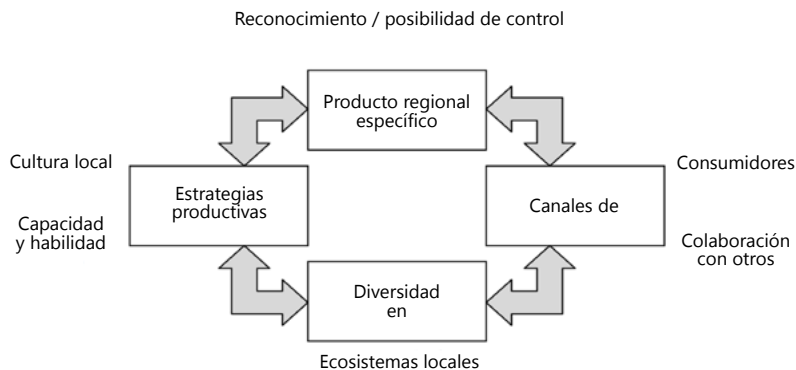 Reconocimiento / posibilidad de control
Producto regional
específico
Cultura local
Consumidores
Estrategias
productivas
Canales de
Capacidad
y habilidad
Colaboración
con otros
Diversidad
en
Ecosistemas locales